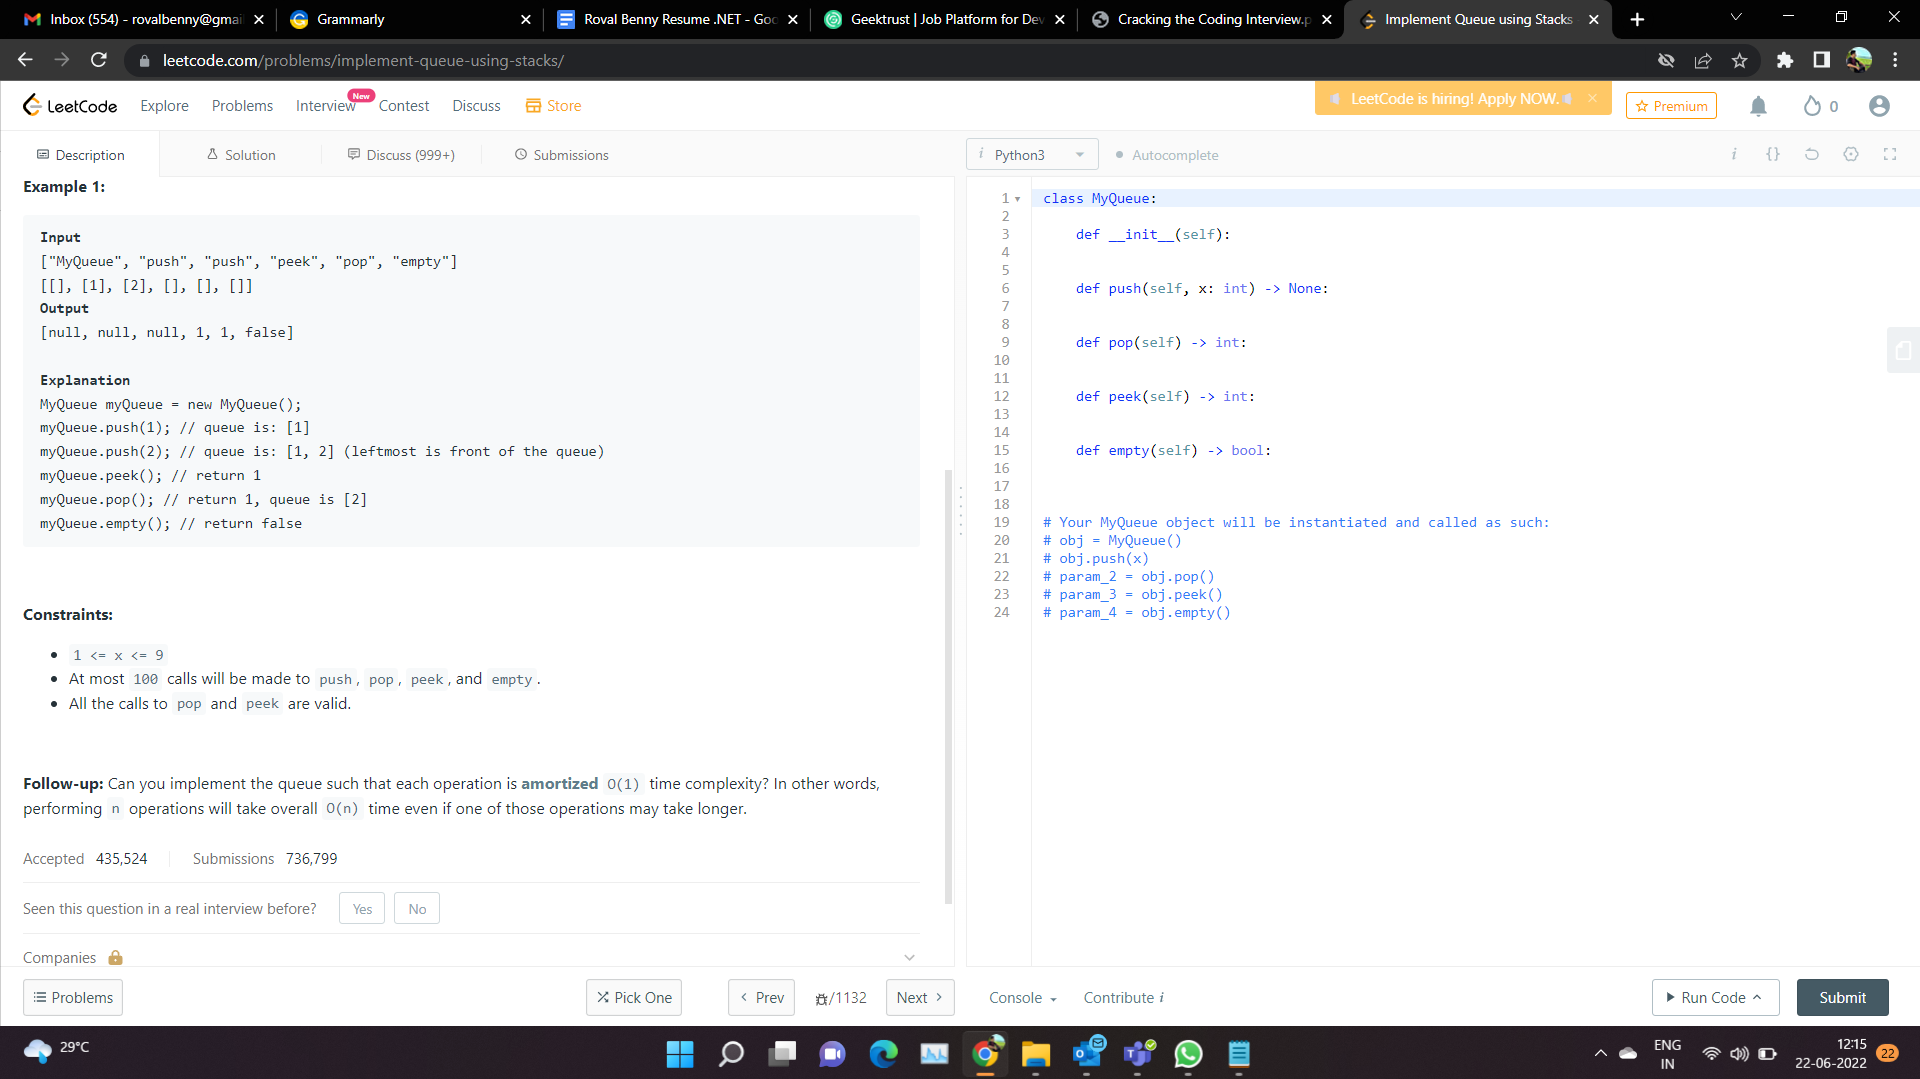 Inbox (554) - rovalbenny@gmai
Grammarly
Roval Benny Resume .NET - Goo
Geektrust | Job Platform for Dev
Cracking the Coding Interview.p
Implement Queue using Stacks
leetcode.com/problems/implement-queue-using-stacks/
LeetCode
Explore
Problems
Interview
New
Contest
Discuss
Store
LeetCode is hiring! Apply NOW.
Premium
0
Description
Solution
Discuss (999+)
Submissions
i Python3
Autocomplete
i {}
Example 1:
Input
["MyQueue", "push", "push", "peek", "pop", "empty"]
[[], [1], [2], [], [], []]
Output
[null, null, null, 1, 1, false]
Explanation
MyQueue myQueue = new MyQueue();
myQueue.push(1); // queue is: [1]
myQueue.push(2); // queue is: [1, 2] (leftmost is front of the queue)
myQueue.peek(); // return 1
myQueue.pop(); // return 1, queue is [2]
myQueue.empty(); // return false
Constraints:
1 <= x <= 9
At most 100 calls will be made to push, pop, peek, and empty.
All the calls to pop and peek are valid.
Follow-up: Can you implement the queue such that each operation is amortized O(1) time complexity? In other words,
performing n operations will take overall O(n) time even if one of those operations may take longer.
Accepted 435,524 Submissions 736,799
Seen this question in a real interview before? Yes No
Companies
1 class MyQueue:
2
3 def __init__(self):
4
5
6 def push(self, x: int) -> None:
7
8
9 def pop(self) -> int:
10
11
12 def peek(self) -> int:
13
14
15 def empty(self) -> bool:
16
17
18
19 # Your MyQueue object will be instantiated and called as such:
20 # obj = MyQueue()
21 # obj.push(x)
22 # param_2 = obj.pop()
23 # param_3 = obj.peek()
24 # param_4 = obj.empty()
Problems
Pick One
Prev
/1132
Next
Console
Contribute i
Run Code
Submit
29°C
ENG
IN
12:15
22-06-2022
22